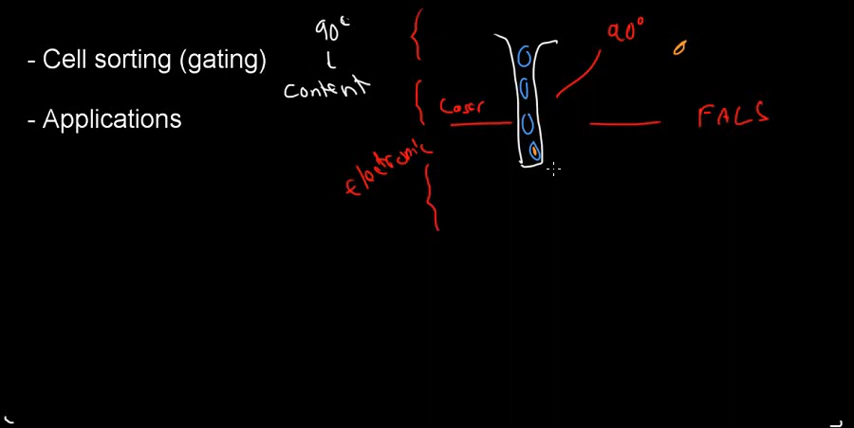 - Cell sorting (gating)
- Applications
90°
Content
Laser
Electronic
90°
FALS